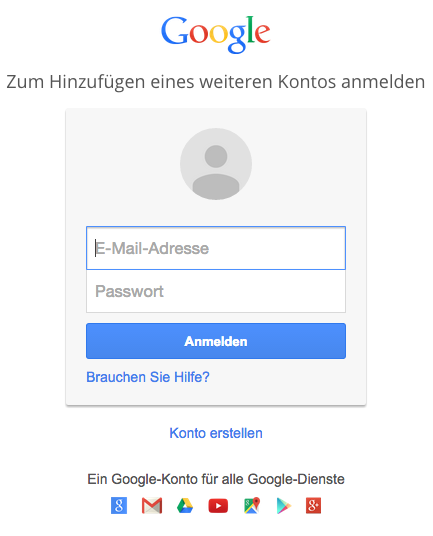 Google
Zum Hinzufügen eines weiteren Kontos anmelden
E-Mail-Adresse
Passwort
Anmelden
Brauchen Sie Hilfe?
Konto erstellen
Ein Google-Konto für alle Google-Dienste